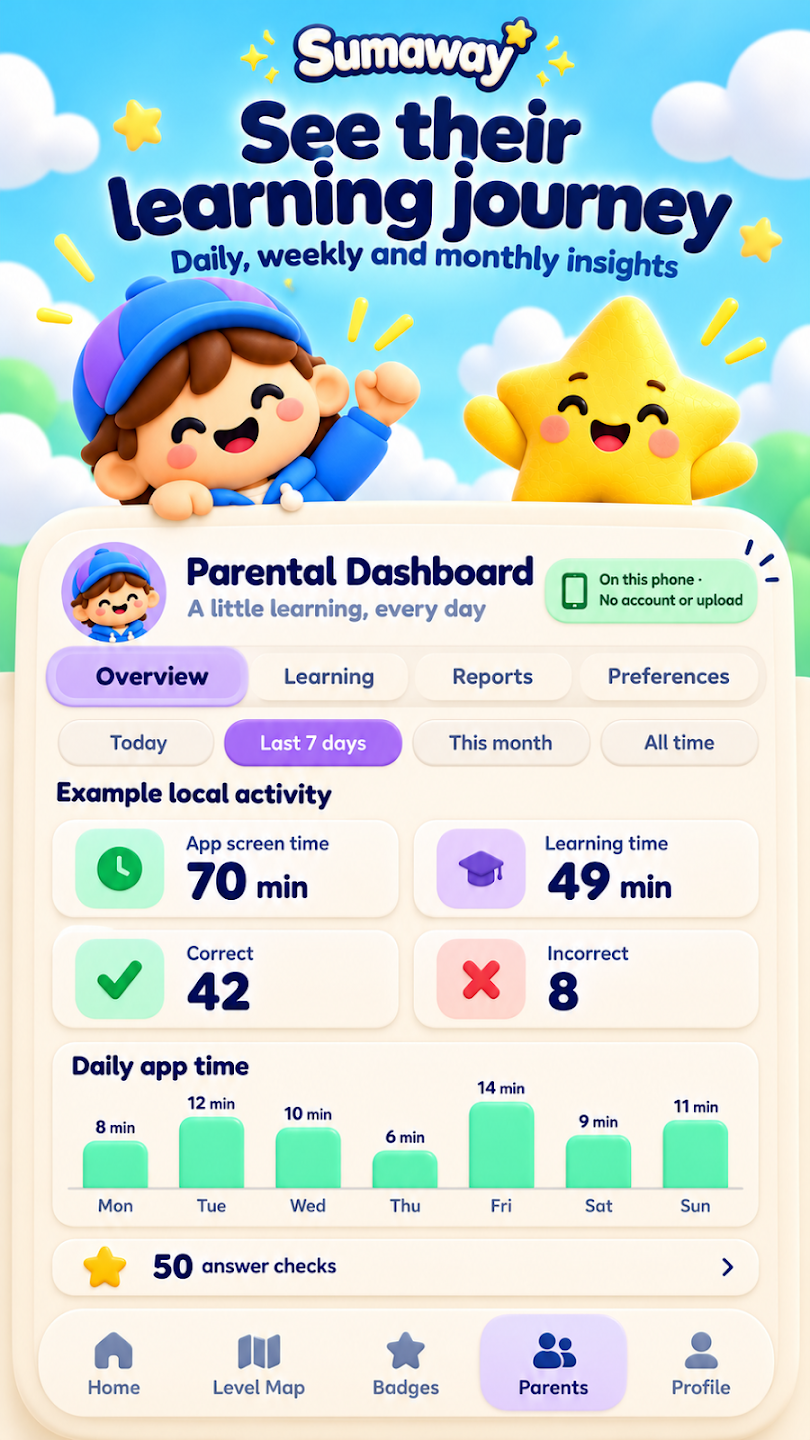 Sumaway
See their
learning journey
Daily, weekly and monthly insights
Parental Dashboard
A little learning, every day
On this phone ·
No account or upload
Overview
Learning
Reports
Preferences
Today
Last 7 days
This month
All time
Example local activity
App screen time
70 min
Learning time
49 min
Correct
42
Incorrect
8
Daily app time
8 min
12 min
10 min
6 min
14 min
9 min
11 min
Mon
Tue
Wed
Thu
Fri
Sat
Sun
50 answer checks
Home
Level Map
Badges
Parents
Profile